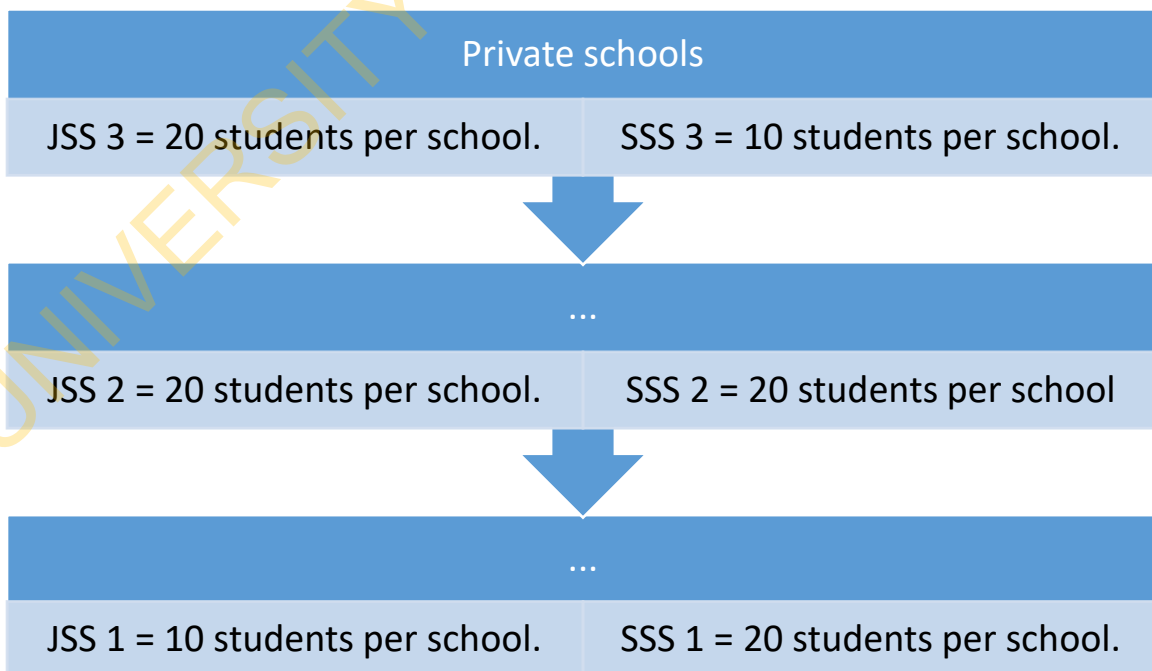 Private schools
JSS 3 = 20 students per school.
SSS 3 = 10 students per school.
...
JSS 2 = 20 students per school.
SSS 2 = 20 students per school
...
JSS 1 = 10 students per school.
SSS 1 = 20 students per school.
UNIVERSITY